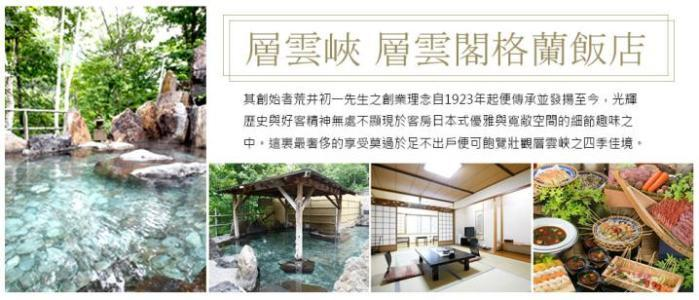 層雲峽 層雲閣格蘭飯店
其創始者荒井初一先生之創業理念自1923年起便傳承並發揚至今，光輝
歷史與好客精神無處不顯現於客房日本式優雅與寬敞空間的細節趣味之
中。這裏最奢侈的享受莫過於足不出戶便可飽覽壯觀層雲峽之四季佳境。